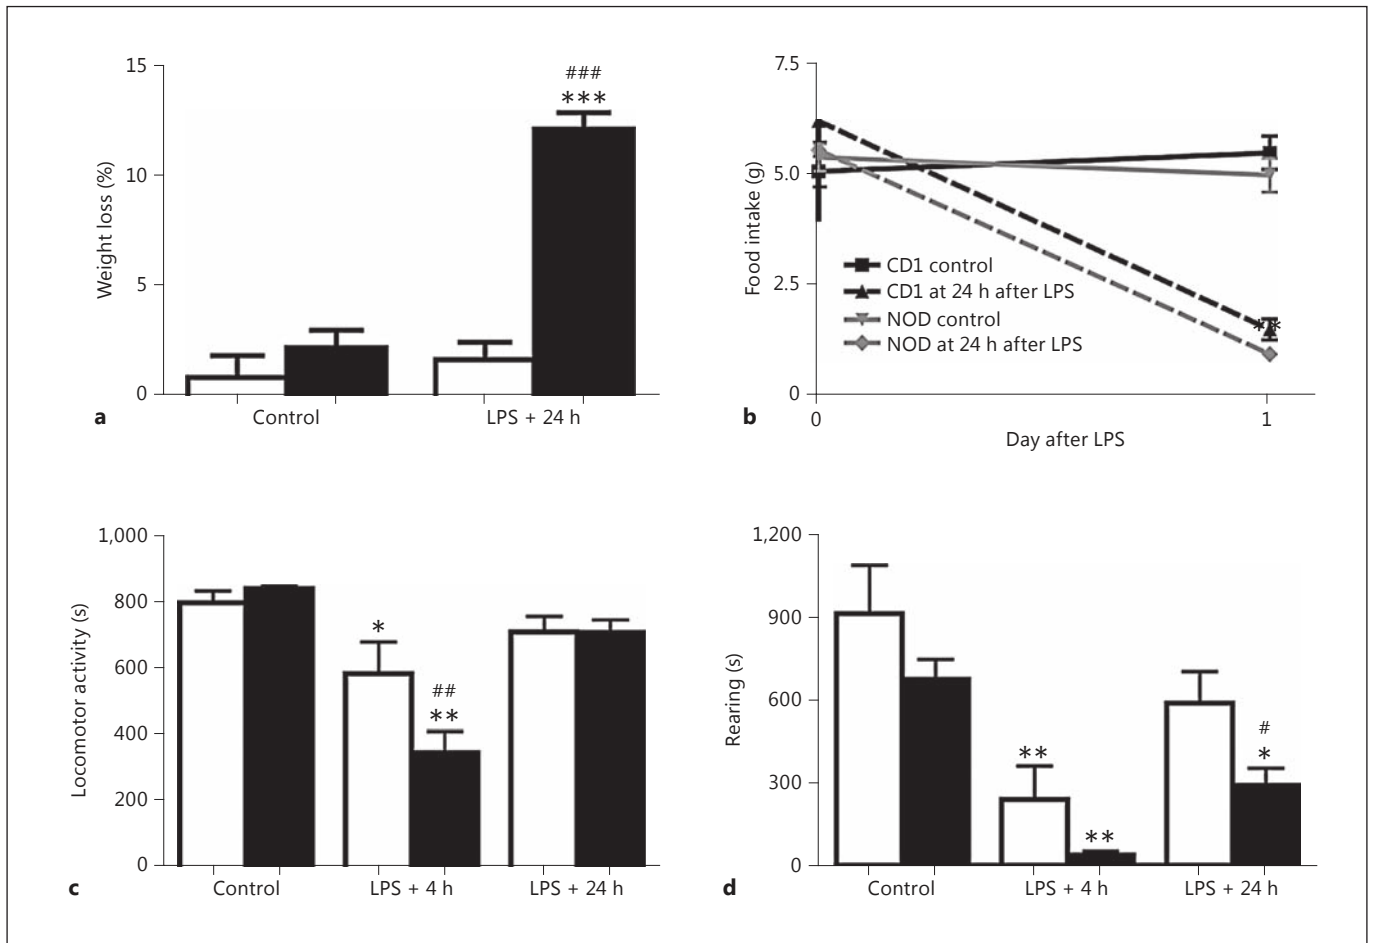 15
10
5
0
Weight loss (%)
###
***
Control
LPS + 24 h
a
7.5
5.0
2.5
0
Food intake (g)
CD1 control
CD1 at 24 h after LPS
NOD control
NOD at 24 h after LPS
**
0
1
Day after LPS
b
1,000
800
600
400
200
0
Locomotor activity (s)
*
##
**
Control
LPS + 4 h
LPS + 24 h
c
1,200
900
600
300
0
Rearing (s)
**
**
#
*
Control
LPS + 4 h
LPS + 24 h
d